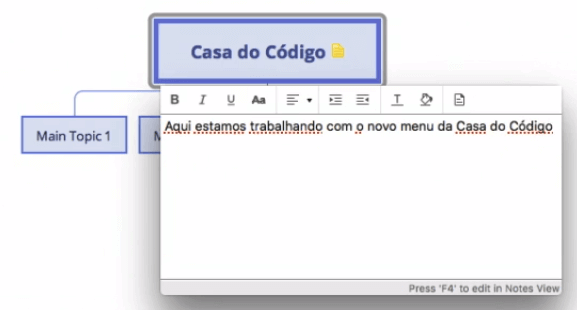 Casa do Código
B I U Aa T
Main Topic 1 M
Aqui estamos trabalhando com o novo menu da Casa do Código
Press 'F4' to edit in Notes View